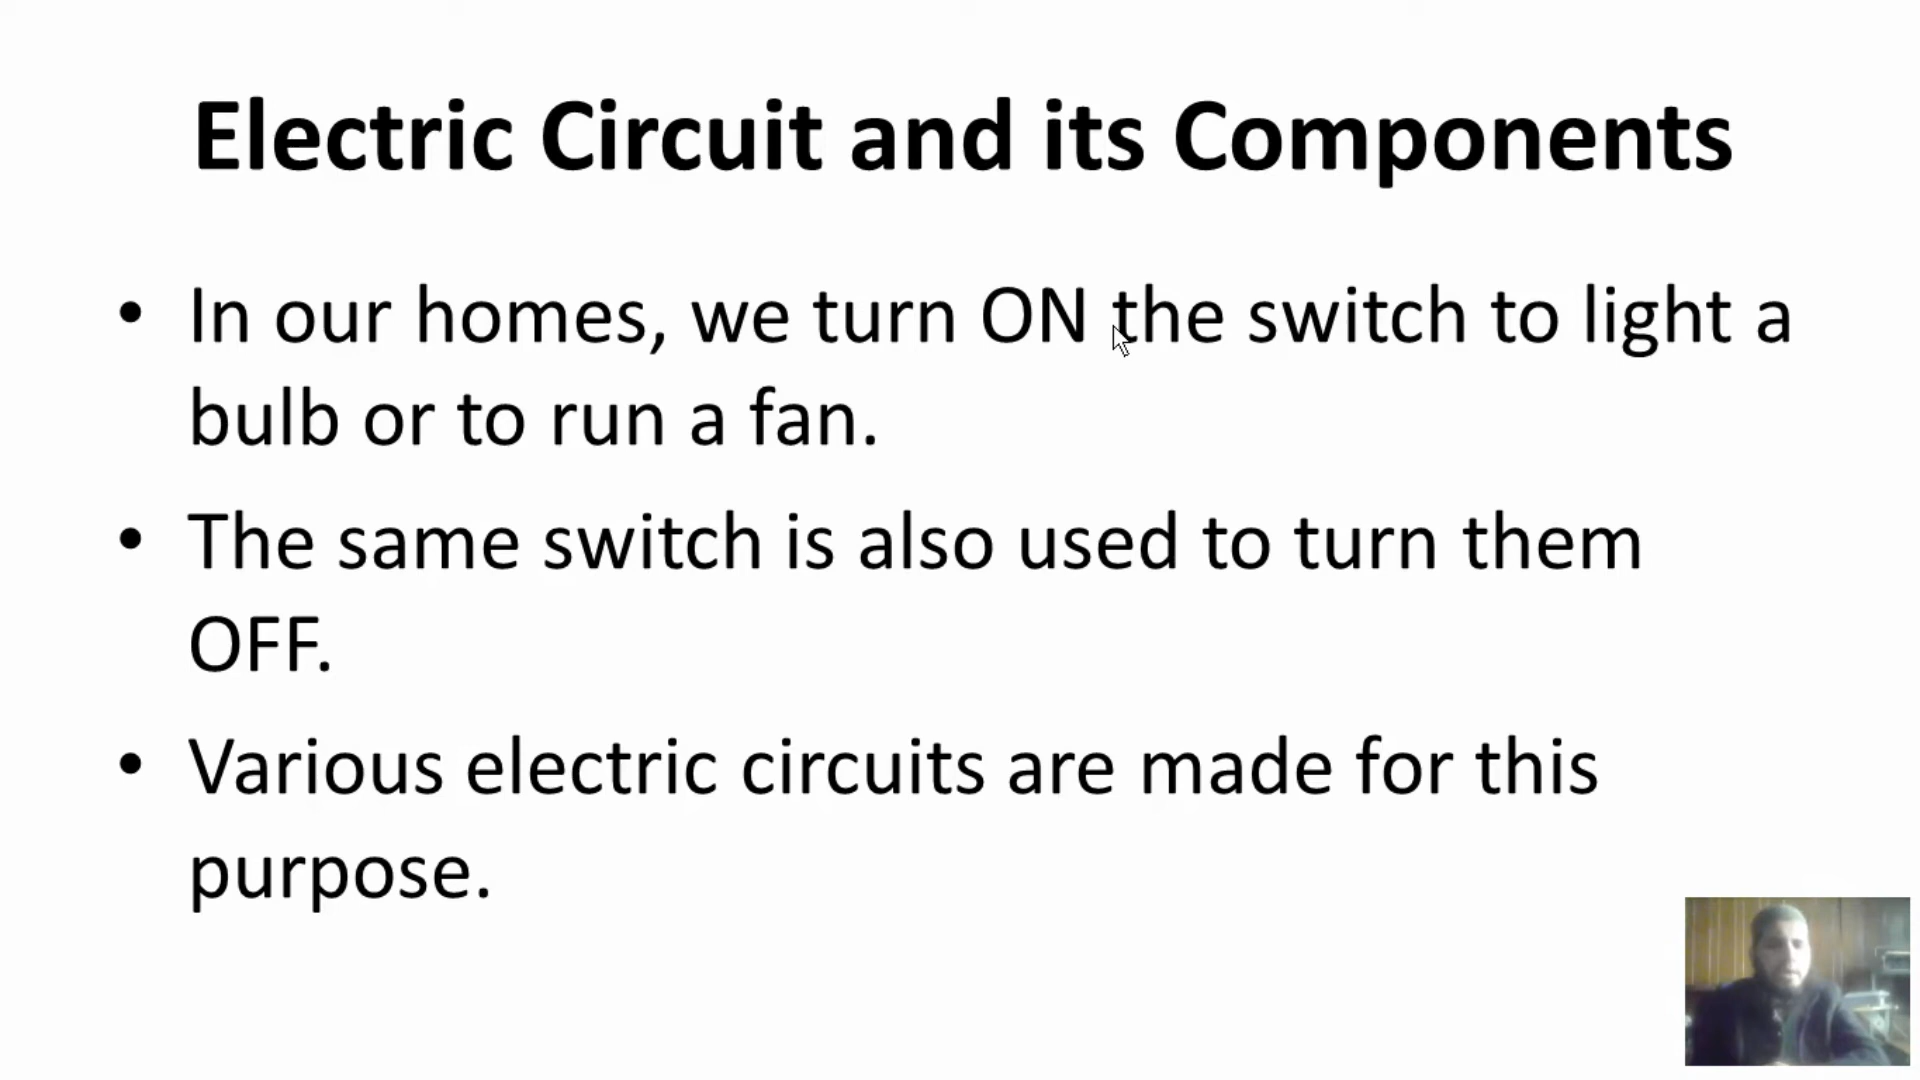 Electric Circuit and its Components
• In our homes, we turn ON the switch to light a
bulb or to run a fan.
• The same switch is also used to turn them
OFF.
• Various electric circuits are made for this
purpose.